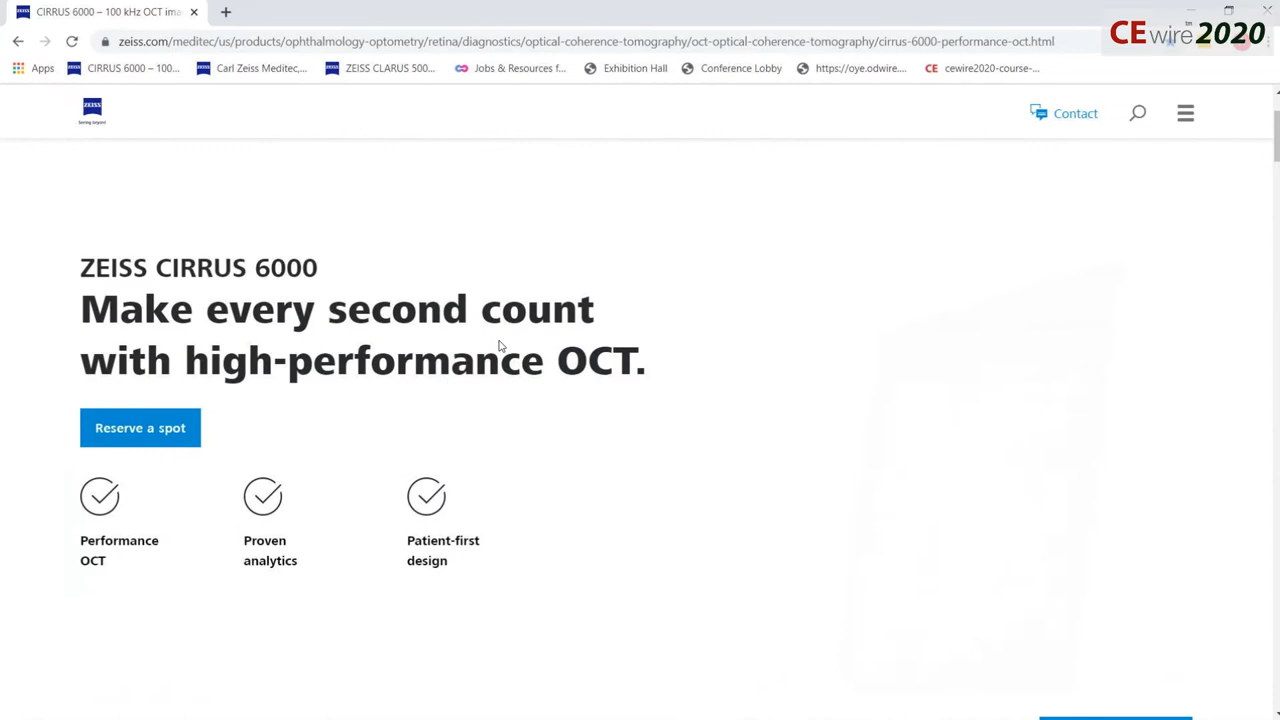 CIRRUS 6000 – 100 kHz OCT ima
CEwire2020
zeiss.com/meditec/us/products/ophthalmology-optometry/retina/diagnostics/optical-coherence-tomography/oct-optical-coherence-tomography/cirrus-6000-performance-oct.html
Apps
CIRRUS 6000 – 100...
Carl Zeiss Meditec,...
ZEISS CLARUS 500...
Jobs & Resources f...
Exhibition Hall
Conference Lobby
https://oye.odwire....
CE cewire2020-course-...
ZEISS
Contact
ZEISS CIRRUS 6000
Make every second count
with high-performance OCT.
Reserve a spot
Performance
OCT
Proven
analytics
Patient-first
design